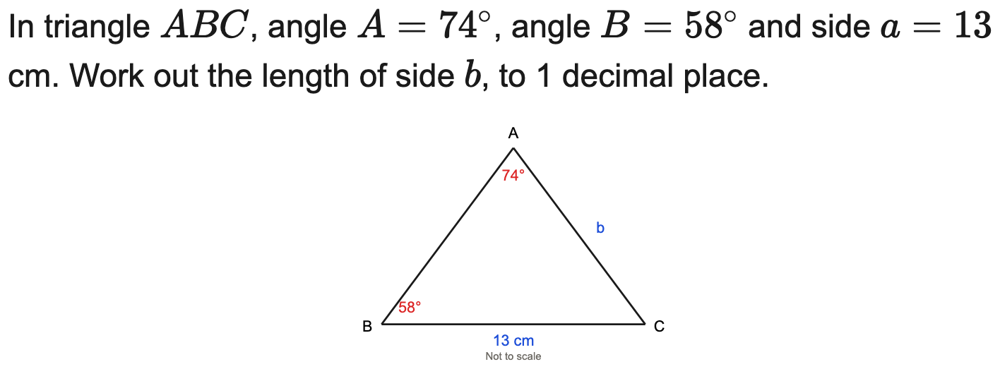 In triangle ABC, angle A = 74°, angle B = 58° and side a = 13
cm. Work out the length of side b, to 1 decimal place.
A
74°
b
58°
B
C
13 cm
Not to scale